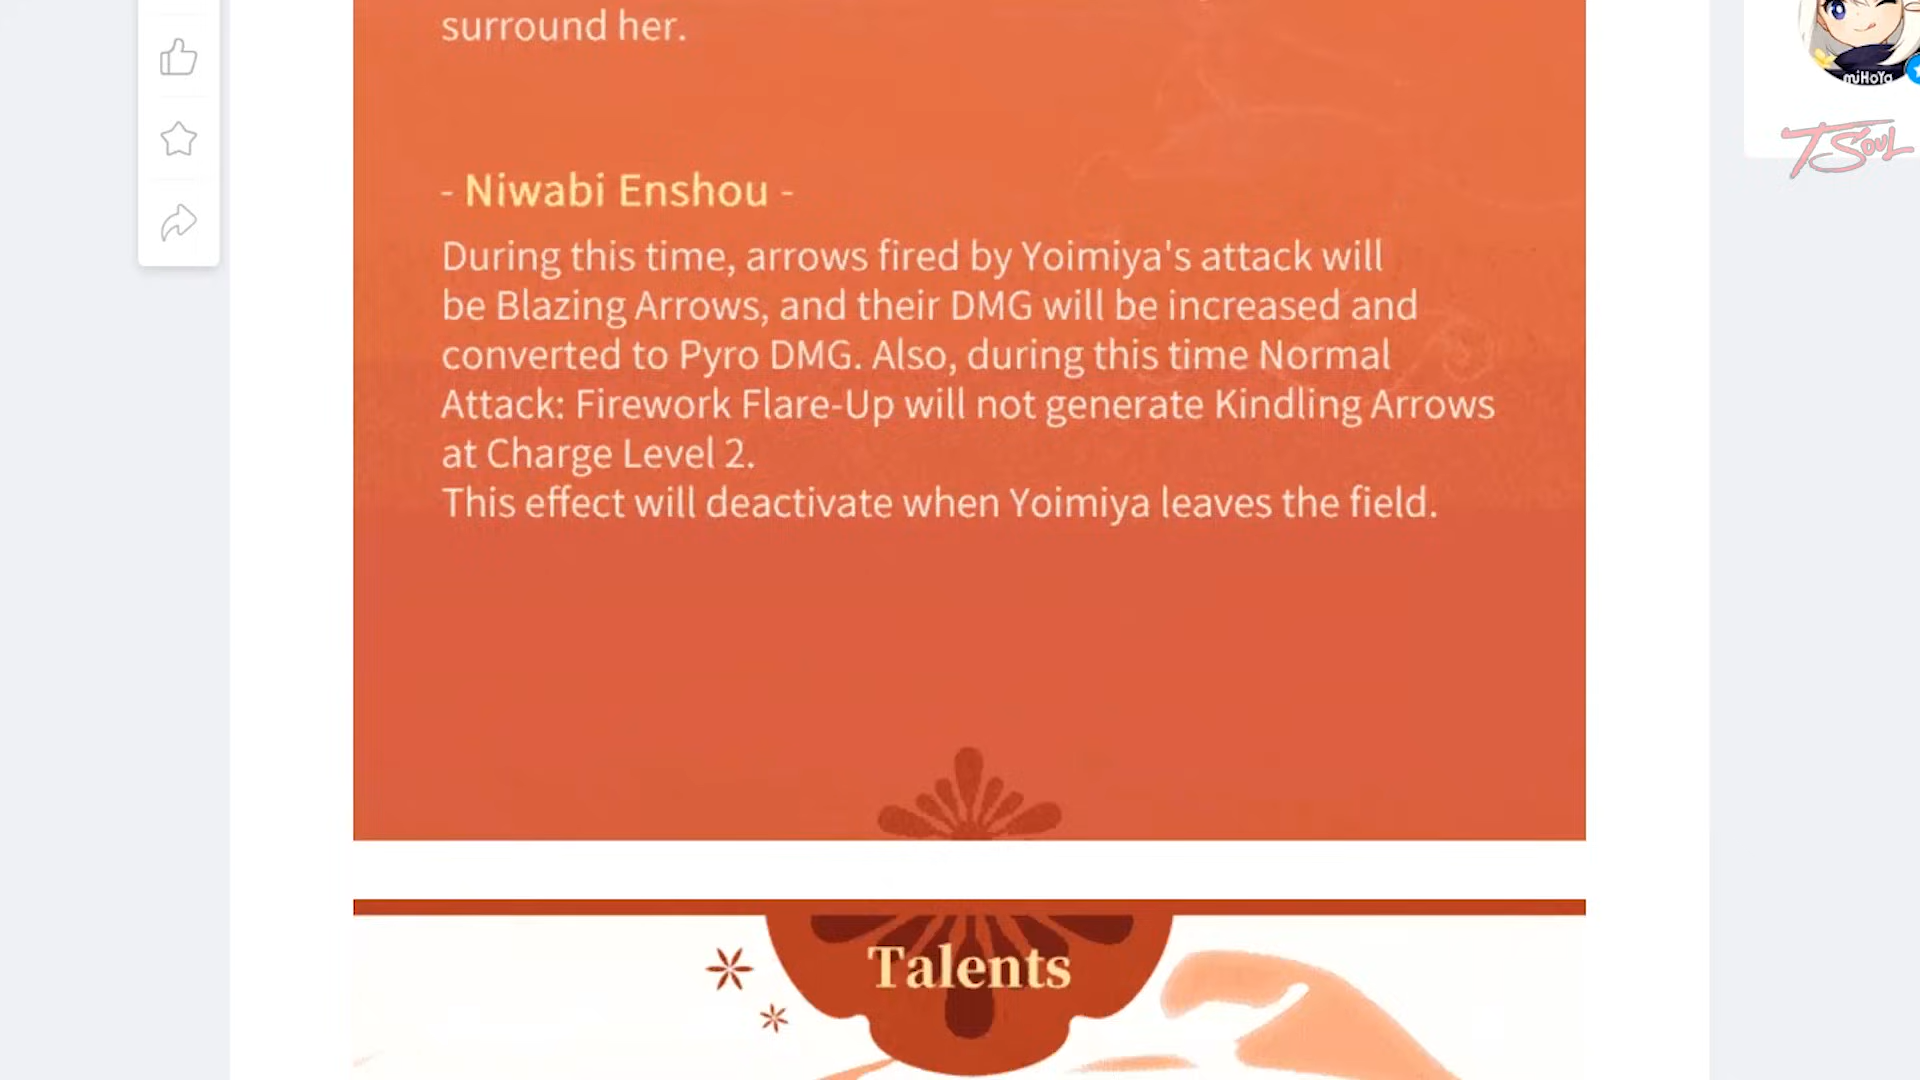 surround her.
miHoYo
TSOUL
- Niwabi Enshou -
During this time, arrows fired by Yoimiya's attack will
be Blazing Arrows, and their DMG will be increased and
converted to Pyro DMG. Also, during this time Normal
Attack: Firework Flare-Up will not generate Kindling Arrows
at Charge Level 2.
This effect will deactivate when Yoimiya leaves the field.
Talents